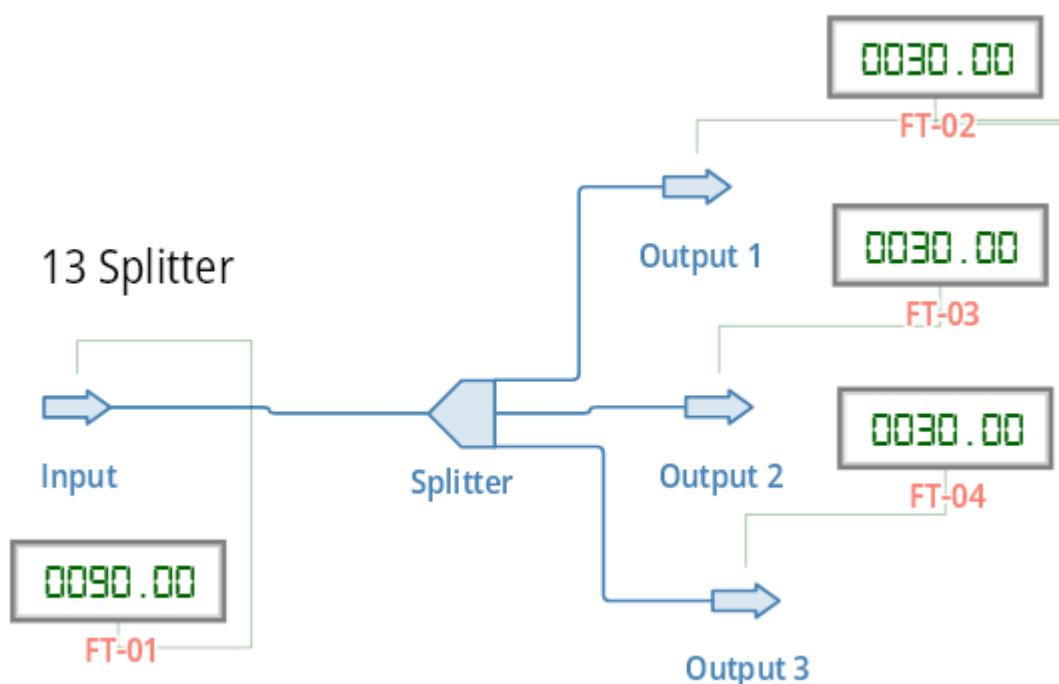 0030.00
FT-02
Output 1
0030.00
FT-03
13 Splitter
Input
Splitter
Output 2
0030.00
FT-04
0090.00
FT-01
Output 3